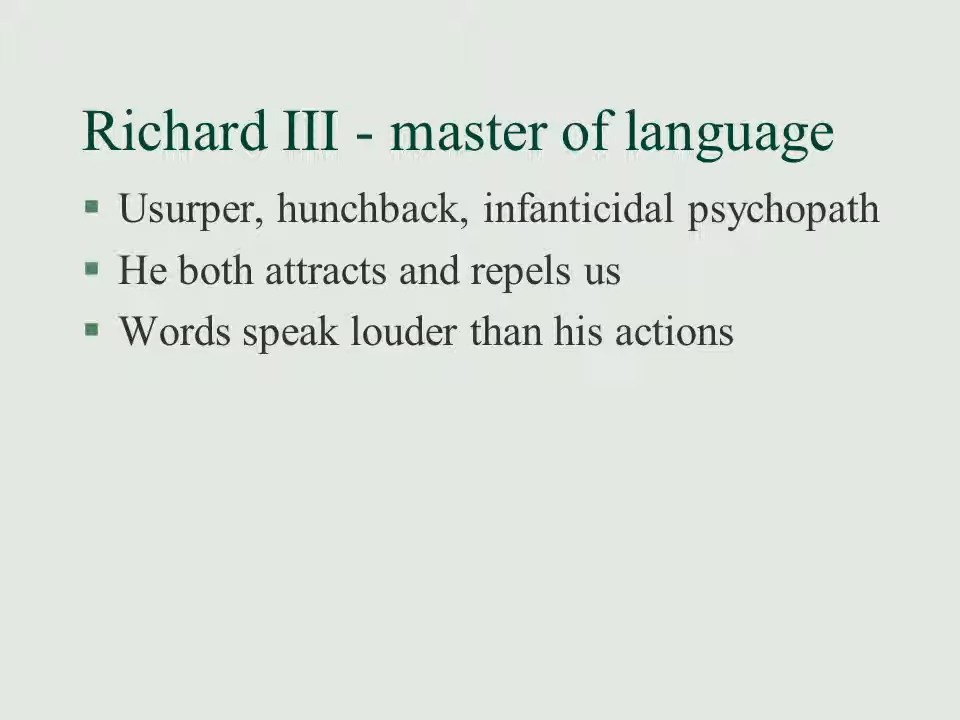 Richard III - master of language
Usurper, hunchback, infanticidal psychopath
He both attracts and repels us
Words speak louder than his actions